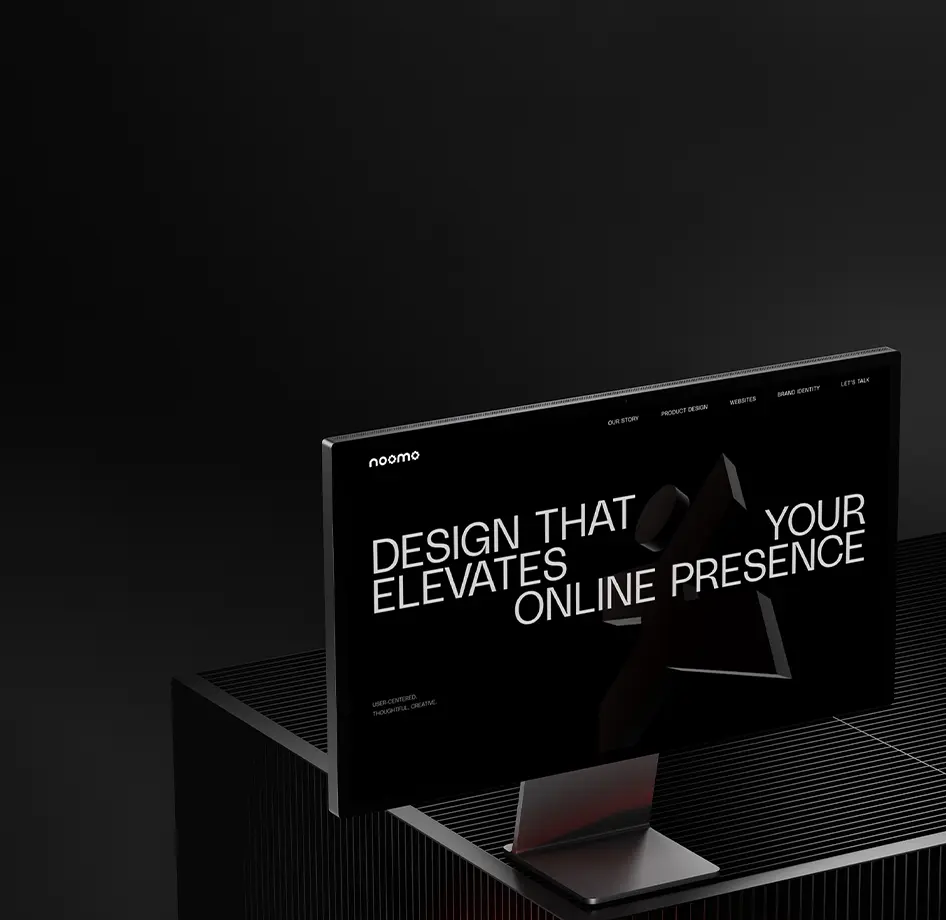 OUR STORY PRODUCT DESIGN WEBSITES BRAND IDENTITY LET'S TALK
noomo
DESIGN THAT YOUR
ELEVATES
ONLINE PRESENCE
USER-CENTERED,
THOUGHTFUL, CREATIVE.